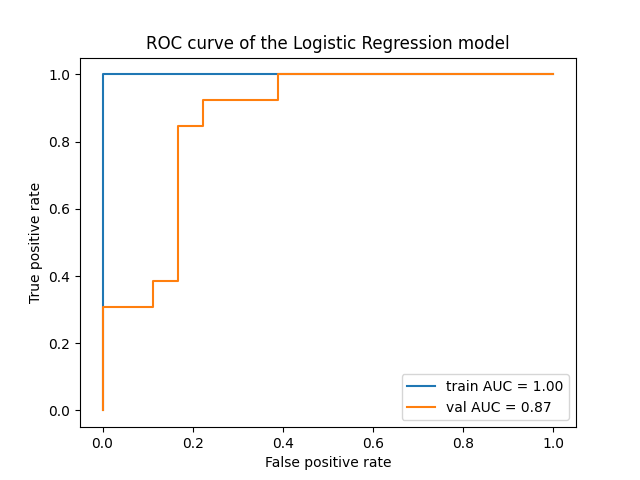 ROC curve of the Logistic Regression model
1.0
0.8
0.6
0.4
0.2
0.0
True positive rate
train AUC = 1.00
val AUC = 0.87
0.0 0.2 0.4 0.6 0.8 1.0
False positive rate